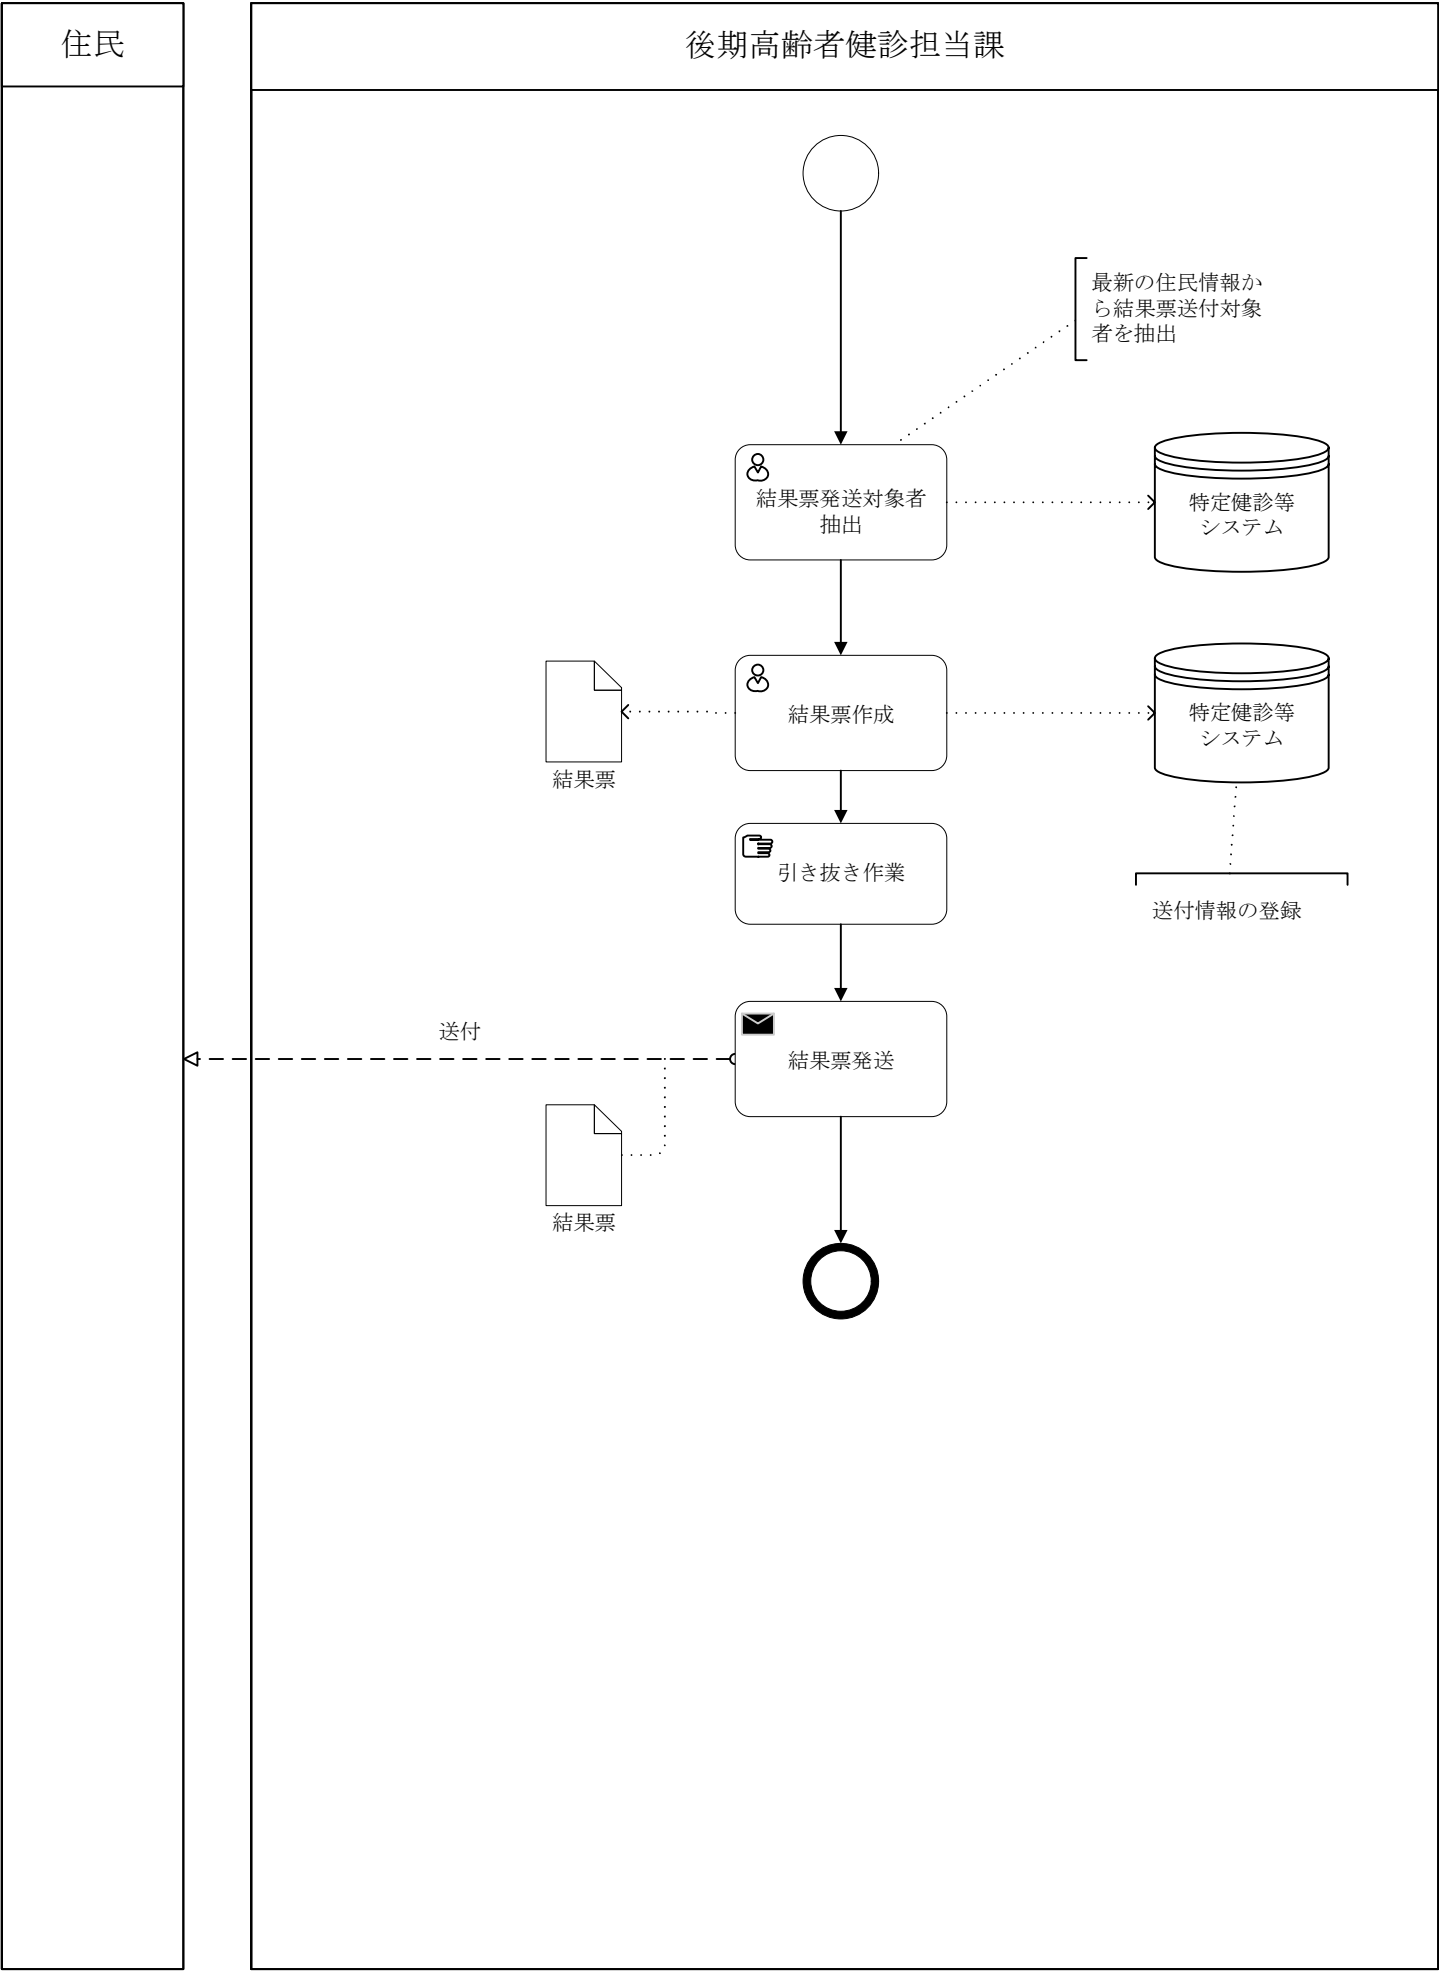 住民
後期高齢者健診担当課
最新の住民情報か
ら結果票送付対象
者を抽出
結果票発送対象者
抽出
特定健診等
システム
結果票作成
特定健診等
システム
結果票
引き抜き作業
送付情報の登録
送付
結果票発送
結果票